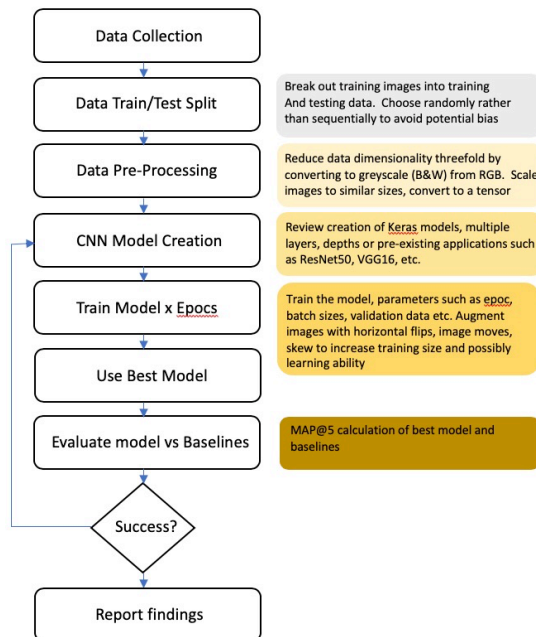 Data Collection
Data Train/Test Split
Break out training images into training
And testing data. Choose randomly rather
than sequentially to avoid potential bias
Data Pre-Processing
Reduce data dimensionality threefold by
converting to greyscale (B&W) from RGB. Scale
images to similar sizes, convert to a tensor
CNN Model Creation
Review creation of Keras models, multiple
layers, depths or pre-existing applications such
as ResNet50, VGG16, etc.
Train Model x Epocs
Train the model, parameters such as epoc,
batch sizes, validation data etc. Augment
images with horizontal flips, image moves,
skew to increase training size and possibly
learning ability
Use Best Model
Evaluate model vs Baselines
MAP@5 calculation of best model and
baselines
Success?
Report findings